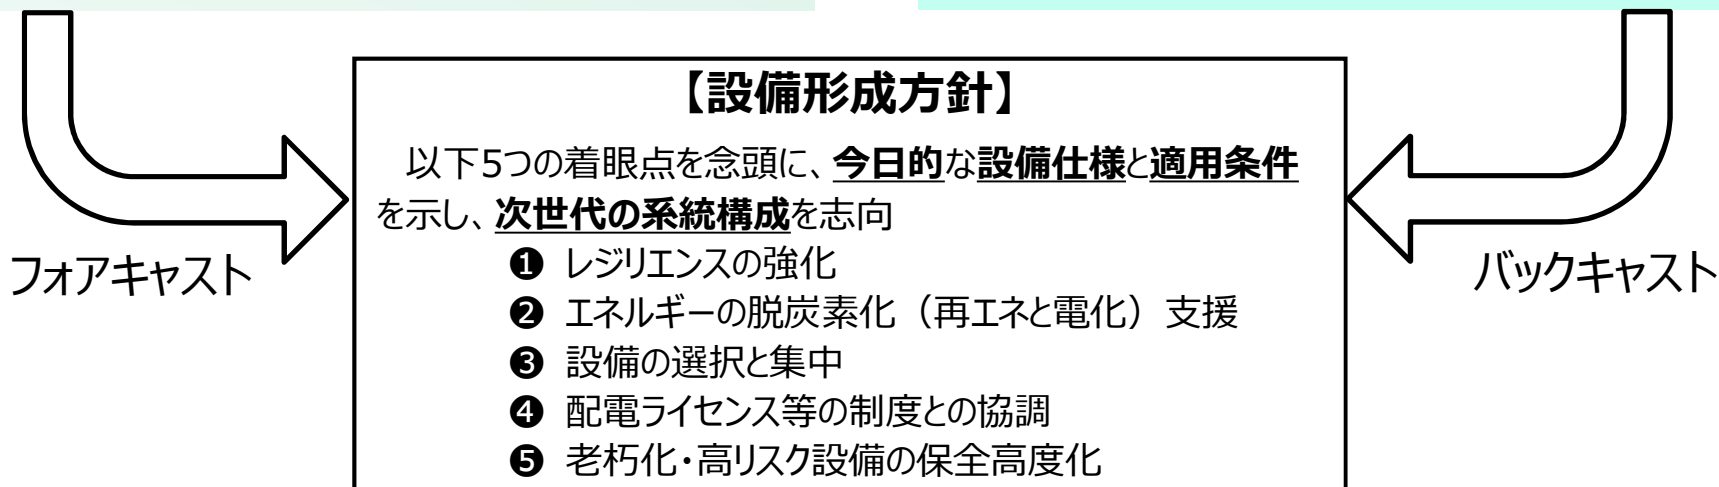 【設備形成方針】
以下5つの着眼点を念頭に、今日的な設備仕様と適用条件
を示し、次世代の系統構成を志向
❶ レジリエンスの強化
フォアキャスト
バックキャスト
❷ エネルギーの脱炭素化（再エネと電化）支援
❸ 設備の選択と集中
❹ 配電ライセンス等の制度との協調
❺ 老朽化・高リスク設備の保全高度化